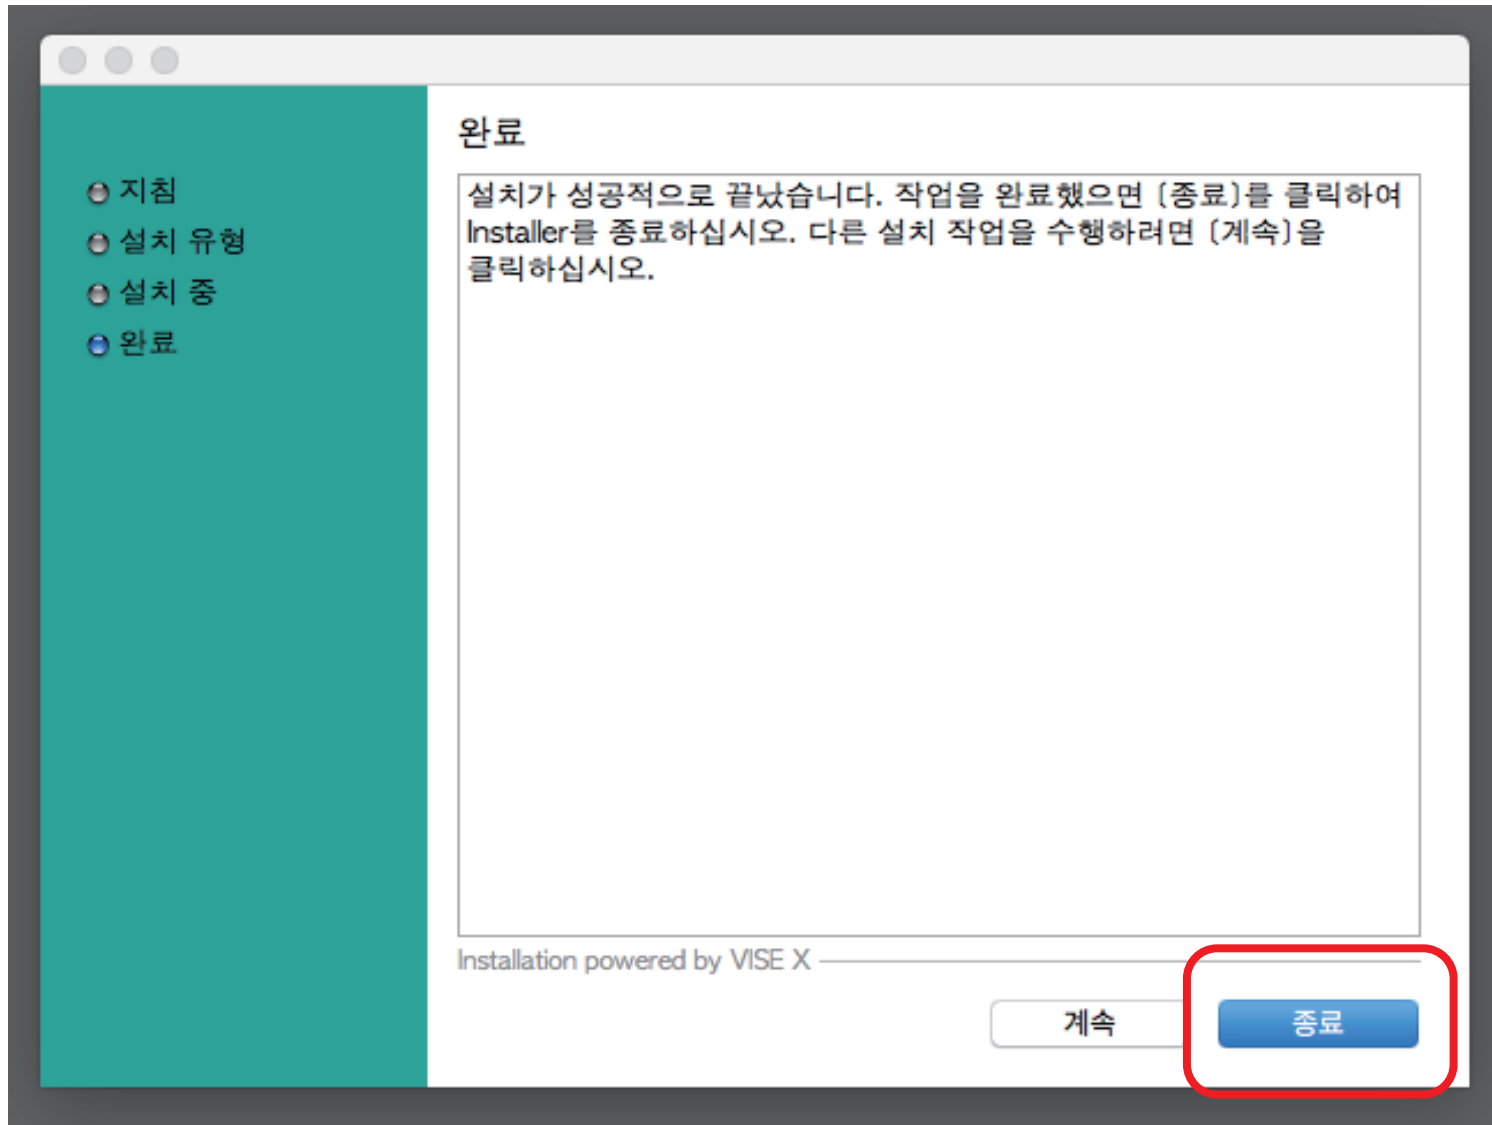 지침
설치 유형
설치 중
완료
완료
설치가 성공적으로 끝났습니다. 작업을 완료했으면 [종료]를 클릭하여
Installer를 종료하십시오. 다른 설치 작업을 수행하려면 [계속]을
클릭하십시오.
Installation powered by VISE X
계속
종료